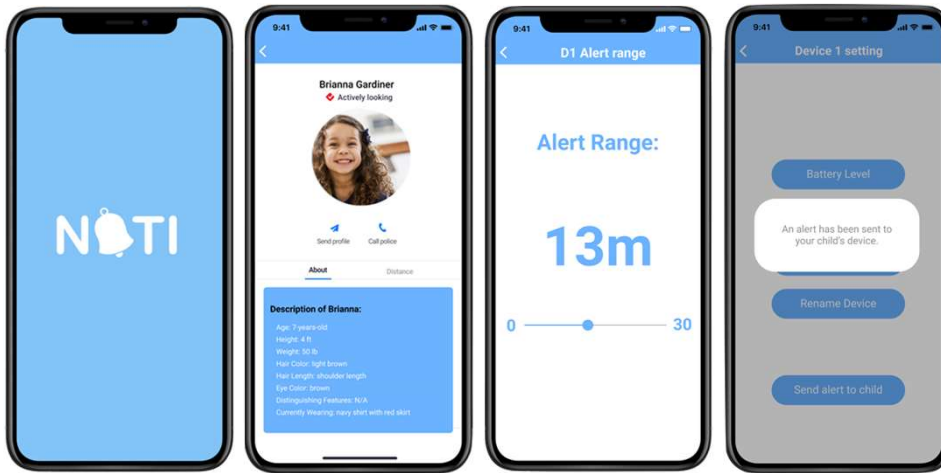 NOTI
9:41
Brianna Gardiner
Actively looking
Send profile
Call police
About
Distance
Description of Brianna:
Age: 7-years-old
Height: 4 ft
Weight: 50 lb
Hair Color: light brown
Hair Length: shoulder length
Eye Color: brown
Distinguishing Features: N/A
Currently Wearing: navy shirt with red skirt
9:41
D1 Alert range
Alert Range:
13m
0
30
9:41
Device 1 setting
Battery Level
An alert has been sent to
your child's device.
Rename Device
Send alert to child